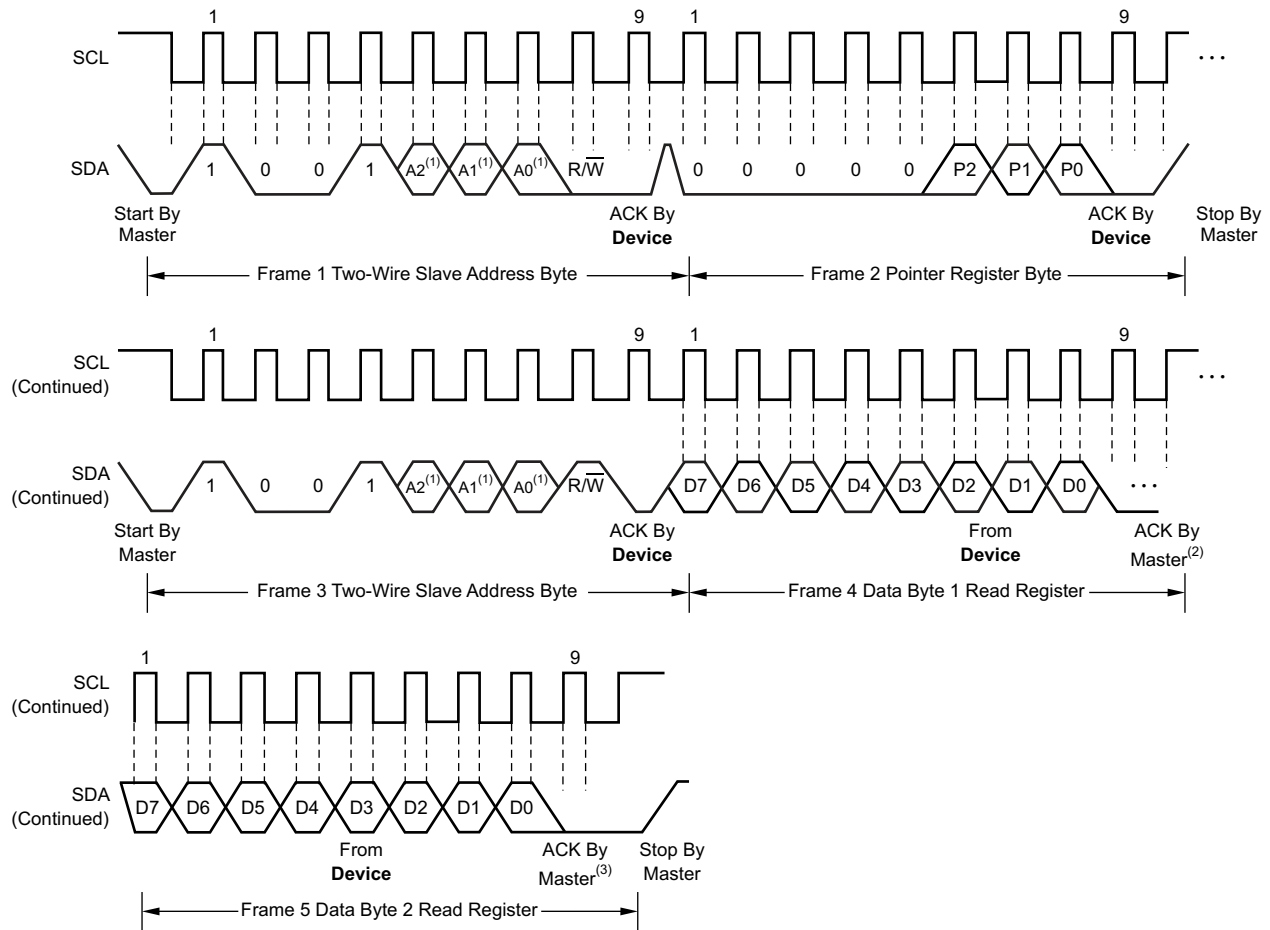 1 9 1 9
SCL
...
SDA
1 0 0 1 A2(1) A1(1) A0(1) R/W̅ 0 0 0 0 0 P2 P1 P0
Start By
Master
ACK By
Device
ACK By
Device
Stop By
Master
Frame 1 Two-Wire Slave Address Byte
Frame 2 Pointer Register Byte
1 9 1 9
SCL
(Continued)
...
SDA
(Continued)
1 0 0 1 A2(1) A1(1) A0(1) R/W̅ D7 D6 D5 D4 D3 D2 D1 D0 ...
Start By
Master
ACK By
Device
From
Device
ACK By
Master(2)
Frame 3 Two-Wire Slave Address Byte
Frame 4 Data Byte 1 Read Register
1 9
SCL
(Continued)
SDA
(Continued)
D7 D6 D5 D4 D3 D2 D1 D0
From
Device
ACK By
Master(3)
Stop By
Master
Frame 5 Data Byte 2 Read Register